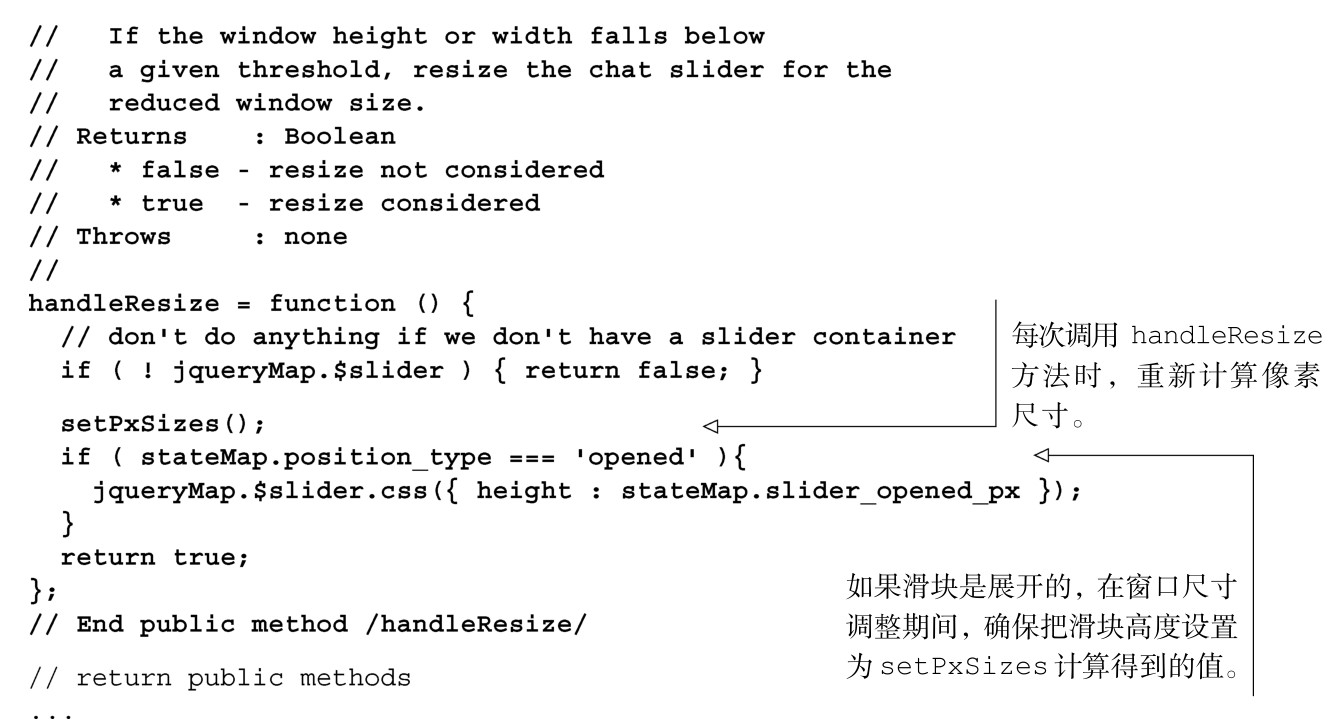 //   If the window height or width falls below
//   a given threshold, resize the chat slider for the
//   reduced window size.
// Returns    : Boolean
//   * false - resize not considered
//   * true  - resize considered
// Throws     : none
//
handleResize = function () {
  // don't do anything if we don't have a slider container
  if ( ! jqueryMap.$slider ) { return false; }
每次调用 handleResize
方法时，重新计算像素
尺寸。
  setPxSizes();
  if ( stateMap.position_type === 'opened' ){
    jqueryMap.$slider.css({ height : stateMap.slider_opened_px });
  }
  return true;
};
// End public method /handleResize/
如果滑块是展开的，在窗口尺寸
调整期间，确保把滑块高度设置
为 setPxSizes 计算得到的值。
// return public methods
...